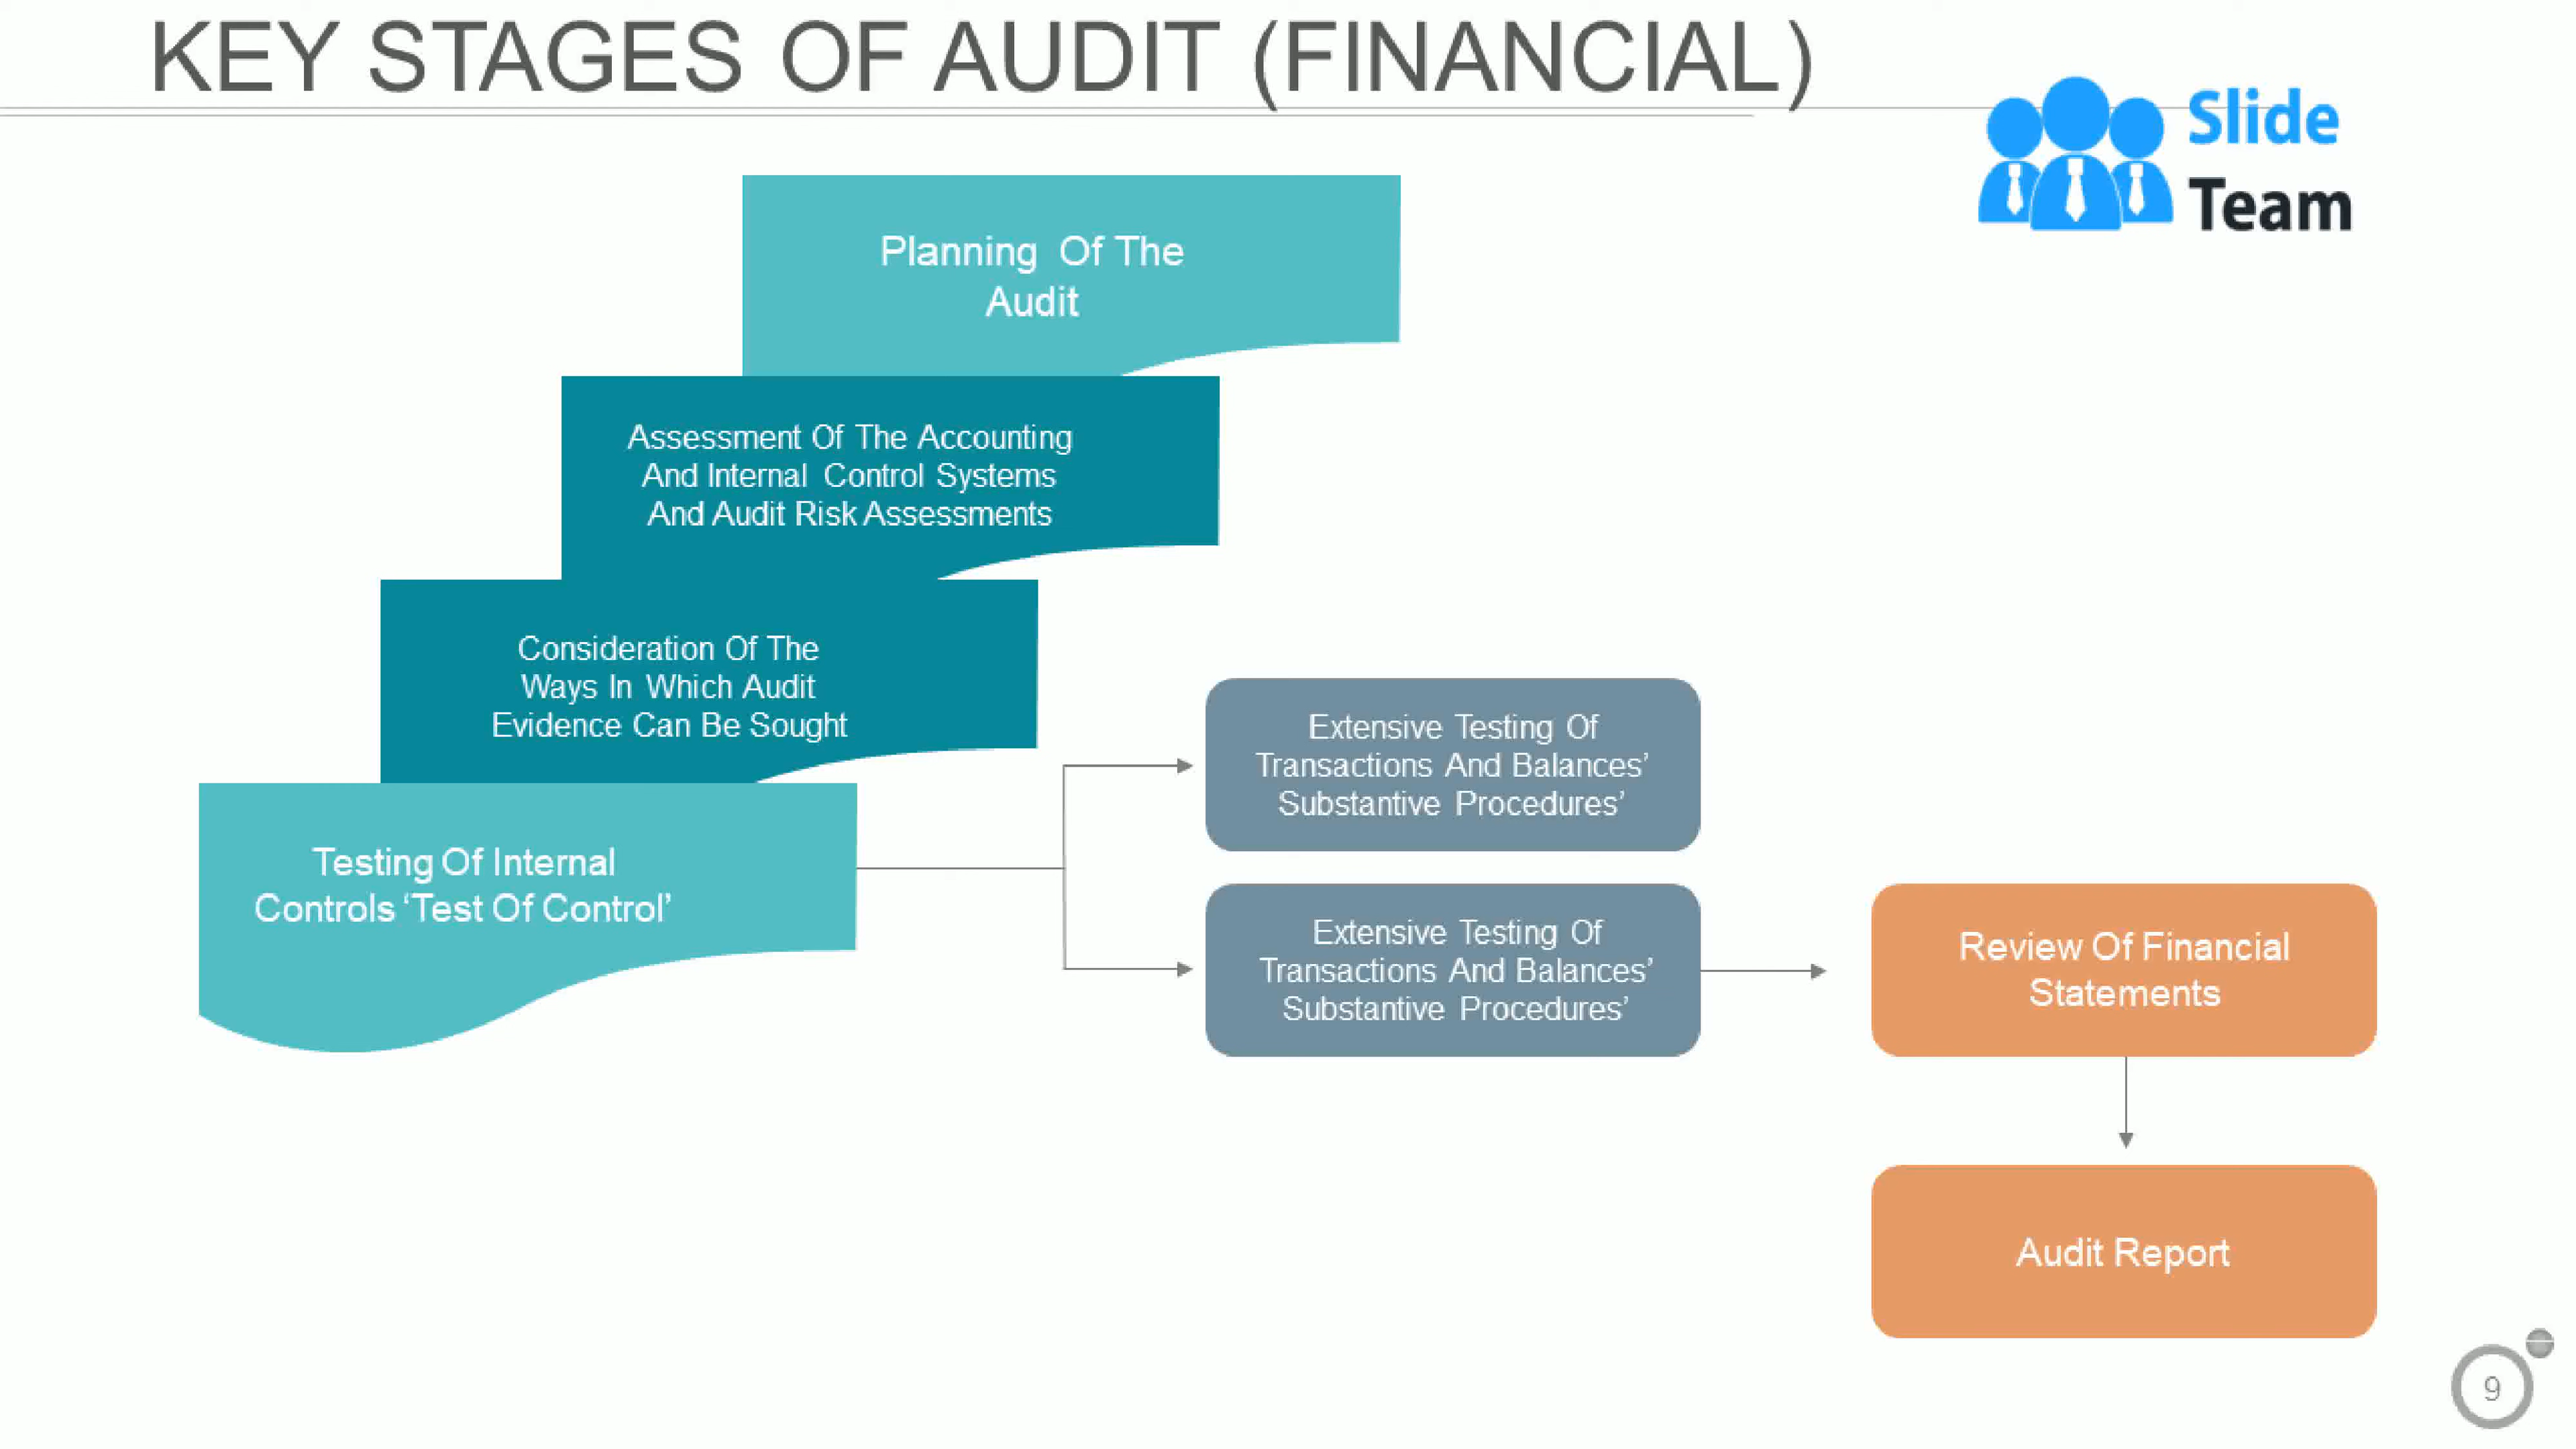 KEY STAGES OF AUDIT (FINANCIAL)
Slide
Team
Planning Of The
Audit
Assessment Of The Accounting
And Internal Control Systems
And Audit Risk Assessments
Consideration Of The
Ways In Which Audit
Evidence Can Be Sought
Testing Of Internal
Controls ‘Test Of Control’
Extensive Testing Of
Transactions And Balances’
Substantive Procedures’
Extensive Testing Of
Transactions And Balances’
Substantive Procedures’
Review Of Financial
Statements
Audit Report
9